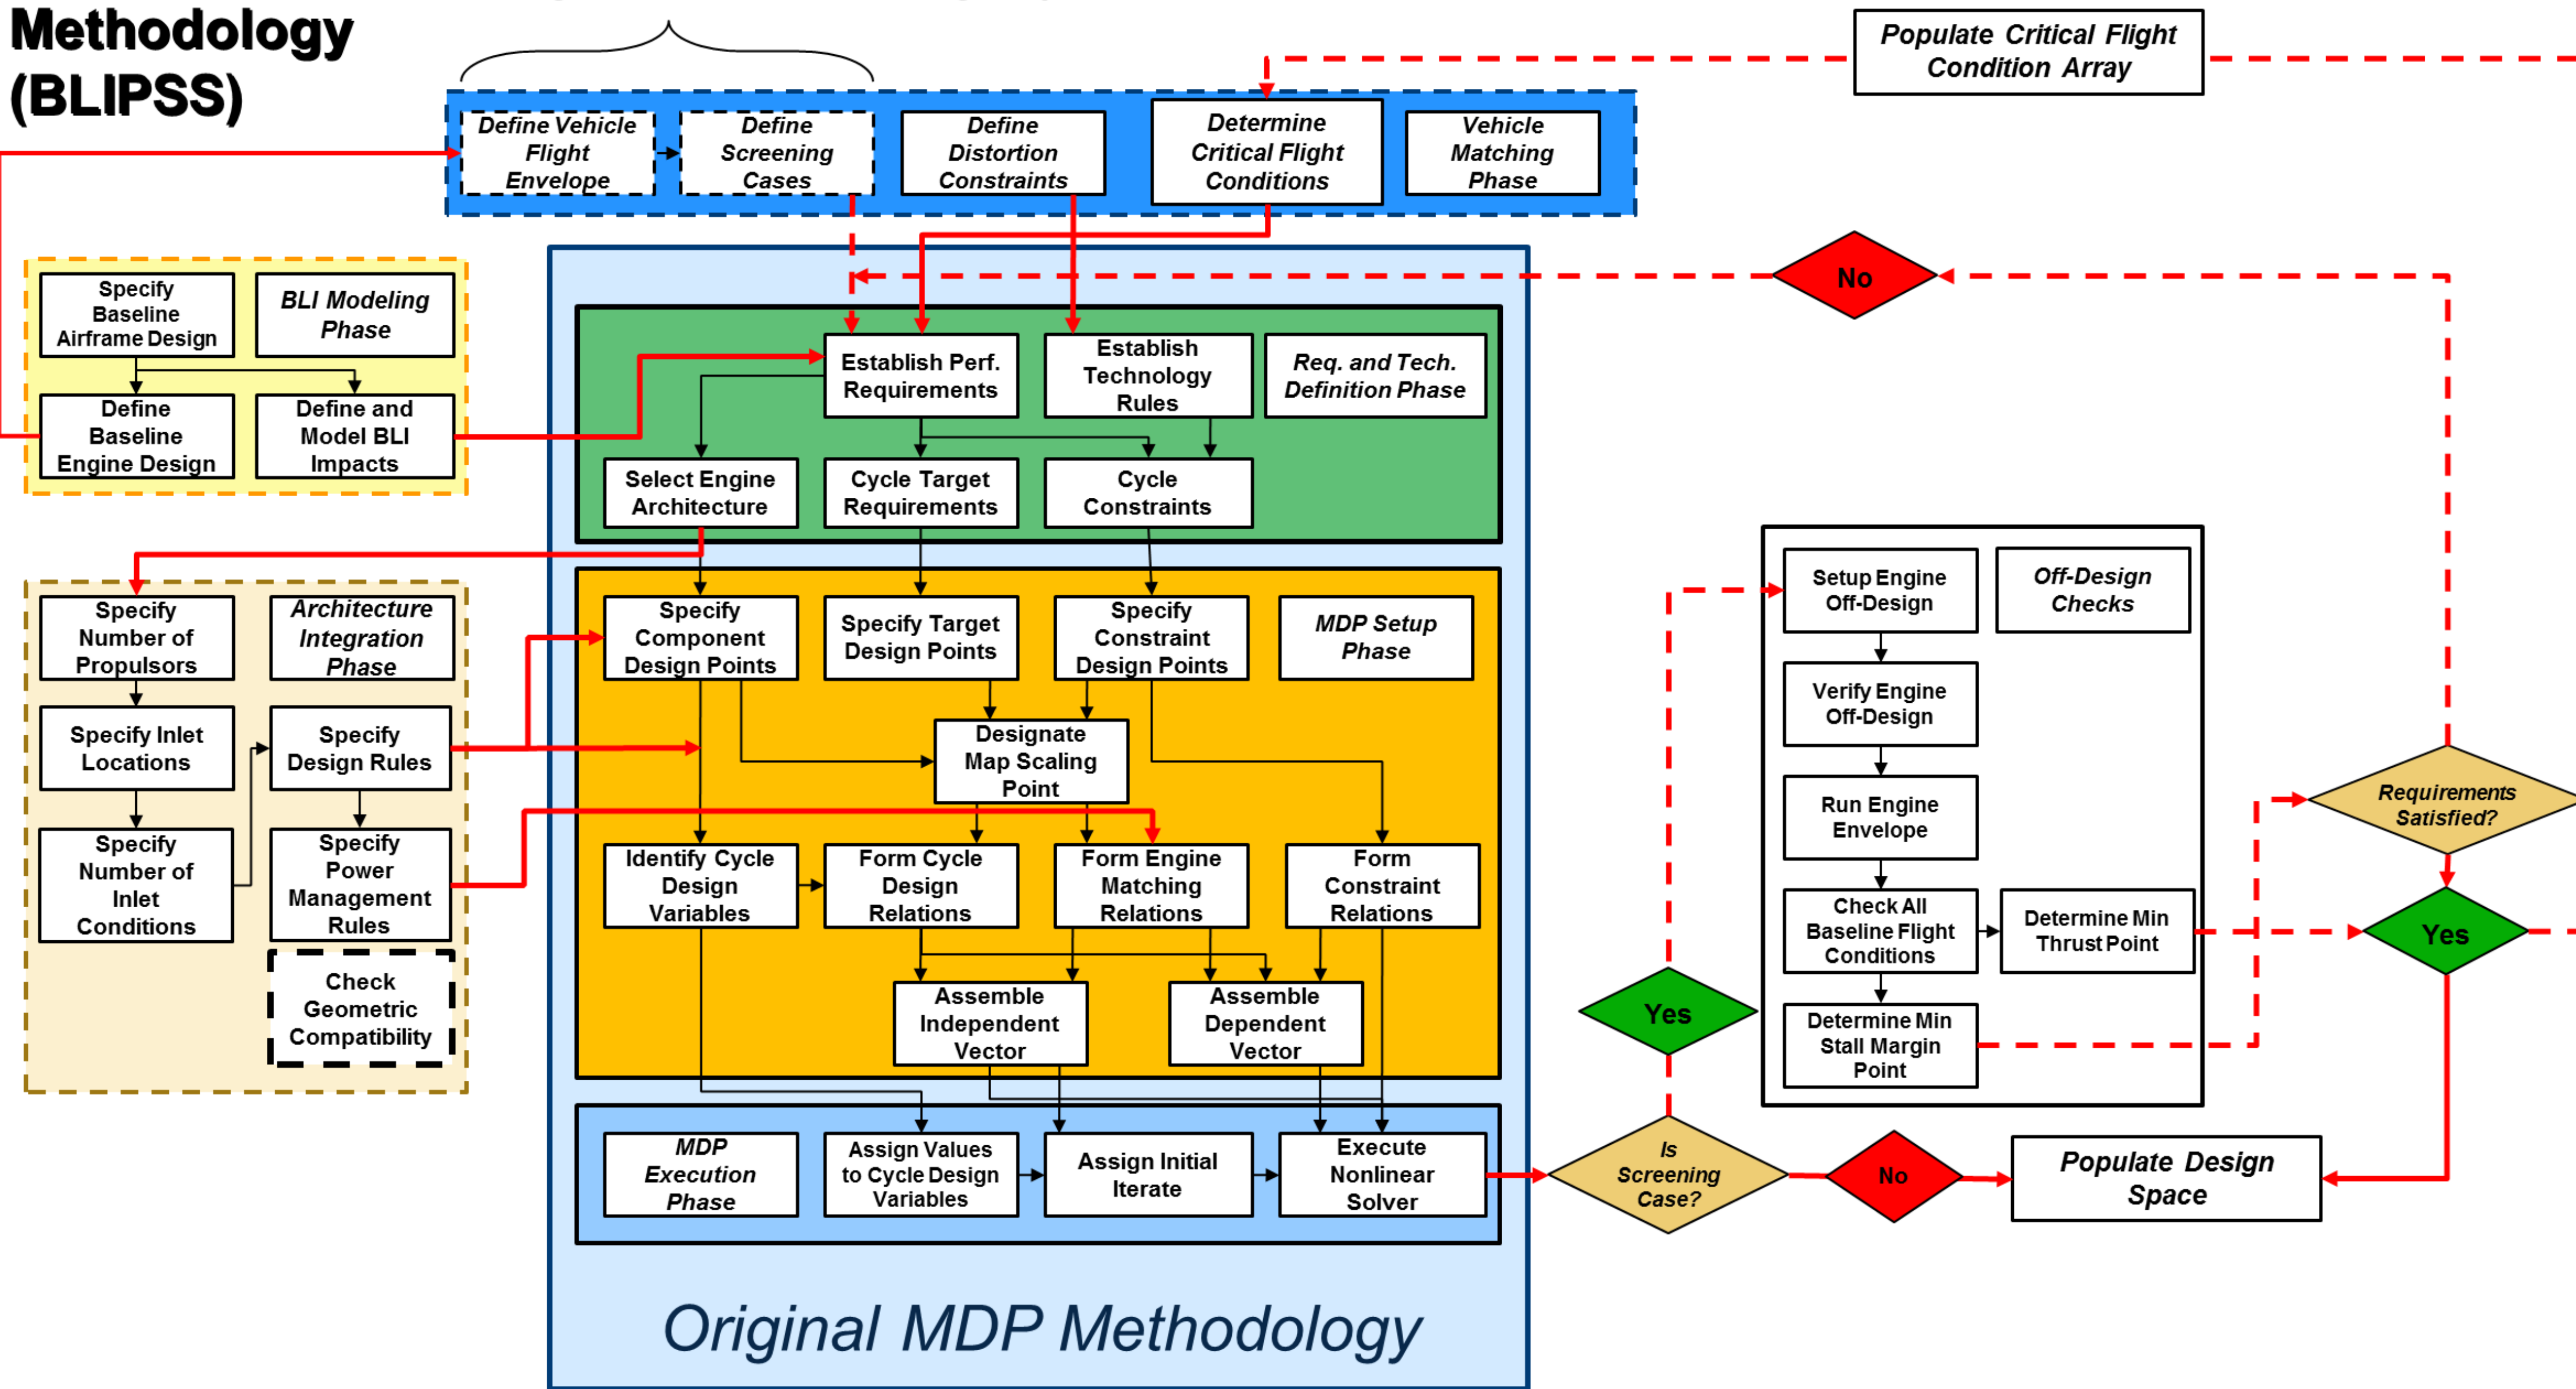 Methodology
(BLIPSS)
Populate Critical Flight
Condition Array
Define Vehicle
Flight
Envelope
Define
Screening
Cases
Define
Distortion
Constraints
Determine
Critical Flight
Conditions
Vehicle
Matching
Phase
No
Specify
Baseline
Airframe Design
BLI Modeling
Phase
Define
Baseline
Engine Design
Define and
Model BLI
Impacts
Establish Perf.
Requirements
Establish
Technology
Rules
Req. and Tech.
Definition Phase
Select Engine
Architecture
Cycle Target
Requirements
Cycle
Constraints
Specify
Number of
Propulsors
Architecture
Integration
Phase
Specify Inlet
Locations
Specify
Design Rules
Specify
Number of
Inlet
Conditions
Specify
Power
Management
Rules
Check
Geometric
Compatibility
Specify
Component
Design Points
Specify Target
Design Points
Specify
Constraint
Design Points
MDP Setup
Phase
Designate
Map Scaling
Point
Identify Cycle
Design
Variables
Form Cycle
Design
Relations
Form Engine
Matching
Relations
Form
Constraint
Relations
Assemble
Independent
Vector
Assemble
Dependent
Vector
MDP
Execution
Phase
Assign Values
to Cycle Design
Variables
Assign Initial
Iterate
Execute
Nonlinear
Solver
Original MDP Methodology
Setup Engine
Off-Design
Off-Design
Checks
Verify Engine
Off-Design
Run Engine
Envelope
Check All
Baseline Flight
Conditions
Determine Min
Thrust Point
Determine Min
Stall Margin
Point
Requirements
Satisfied?
Yes
Yes
Is
Screening
Case?
No
Populate Design
Space